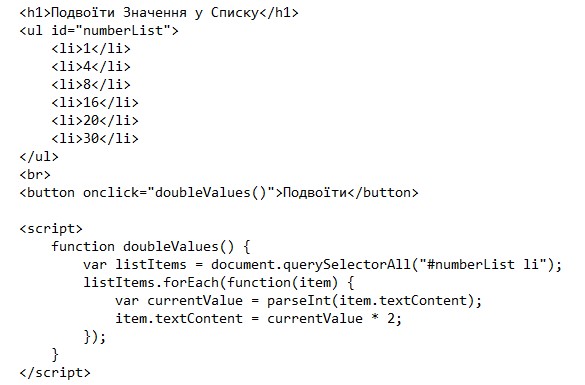 <h1>Подвоїти Значення у Списку</h1>
<ul id="numberList">
    <li>1</li>
    <li>4</li>
    <li>8</li>
    <li>16</li>
    <li>20</li>
    <li>30</li>
</ul>
<br>
<button onclick="doubleValues()">Подвоїти</button>

<script>
    function doubleValues() {
        var listItems = document.querySelectorAll("#numberList li");
        listItems.forEach(function(item) {
            var currentValue = parseInt(item.textContent);
            item.textContent = currentValue * 2;
        });
    }
</script>